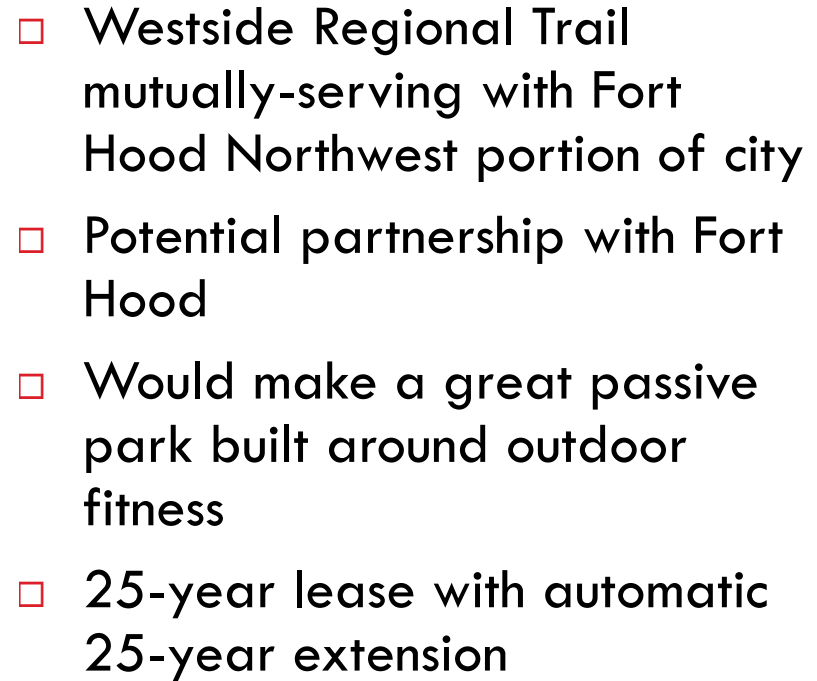 Westside Regional Trail
mutually-serving with Fort
Hood Northwest portion of city
Potential partnership with Fort
Hood
Would make a great passive
park built around outdoor
fitness
25-year lease with automatic
25-year extension